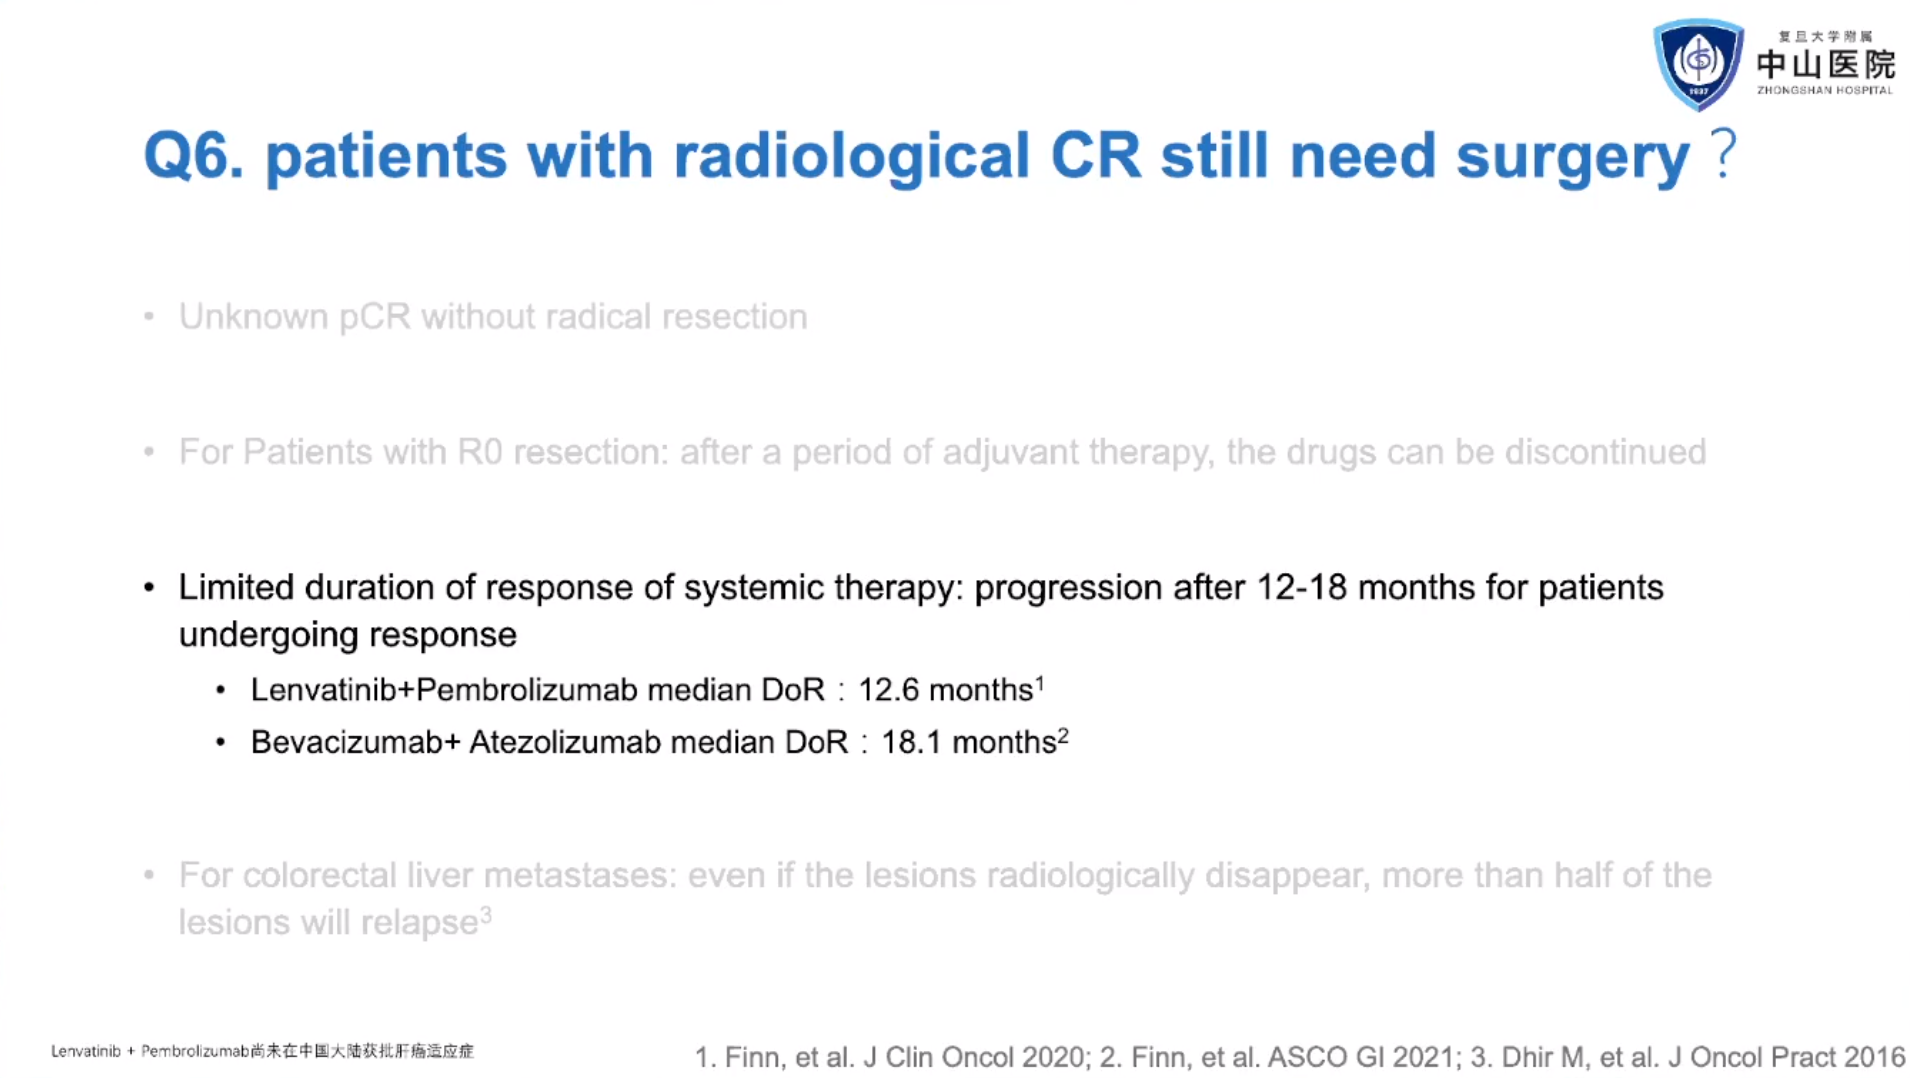 复旦大学附属
中山医院
ZHONGSHAN HOSPITAL
1937
Q6. patients with radiological CR still need surgery？
• Unknown pCR without radical resection
• For Patients with R0 resection: after a period of adjuvant therapy, the drugs can be discontinued
• Limited duration of response of systemic therapy: progression after 12-18 months for patients
undergoing response
• Lenvatinib+Pembrolizumab median DoR：12.6 months¹
• Bevacizumab+ Atezolizumab median DoR：18.1 months²
• For colorectal liver metastases: even if the lesions radiologically disappear, more than half of the
lesions will relapse³
Lenvatinib + Pembrolizumab尚未在中国大陆获批肝癌适应症
1. Finn, et al. J Clin Oncol 2020; 2. Finn, et al. ASCO GI 2021; 3. Dhir M, et al. J Oncol Pract 2016